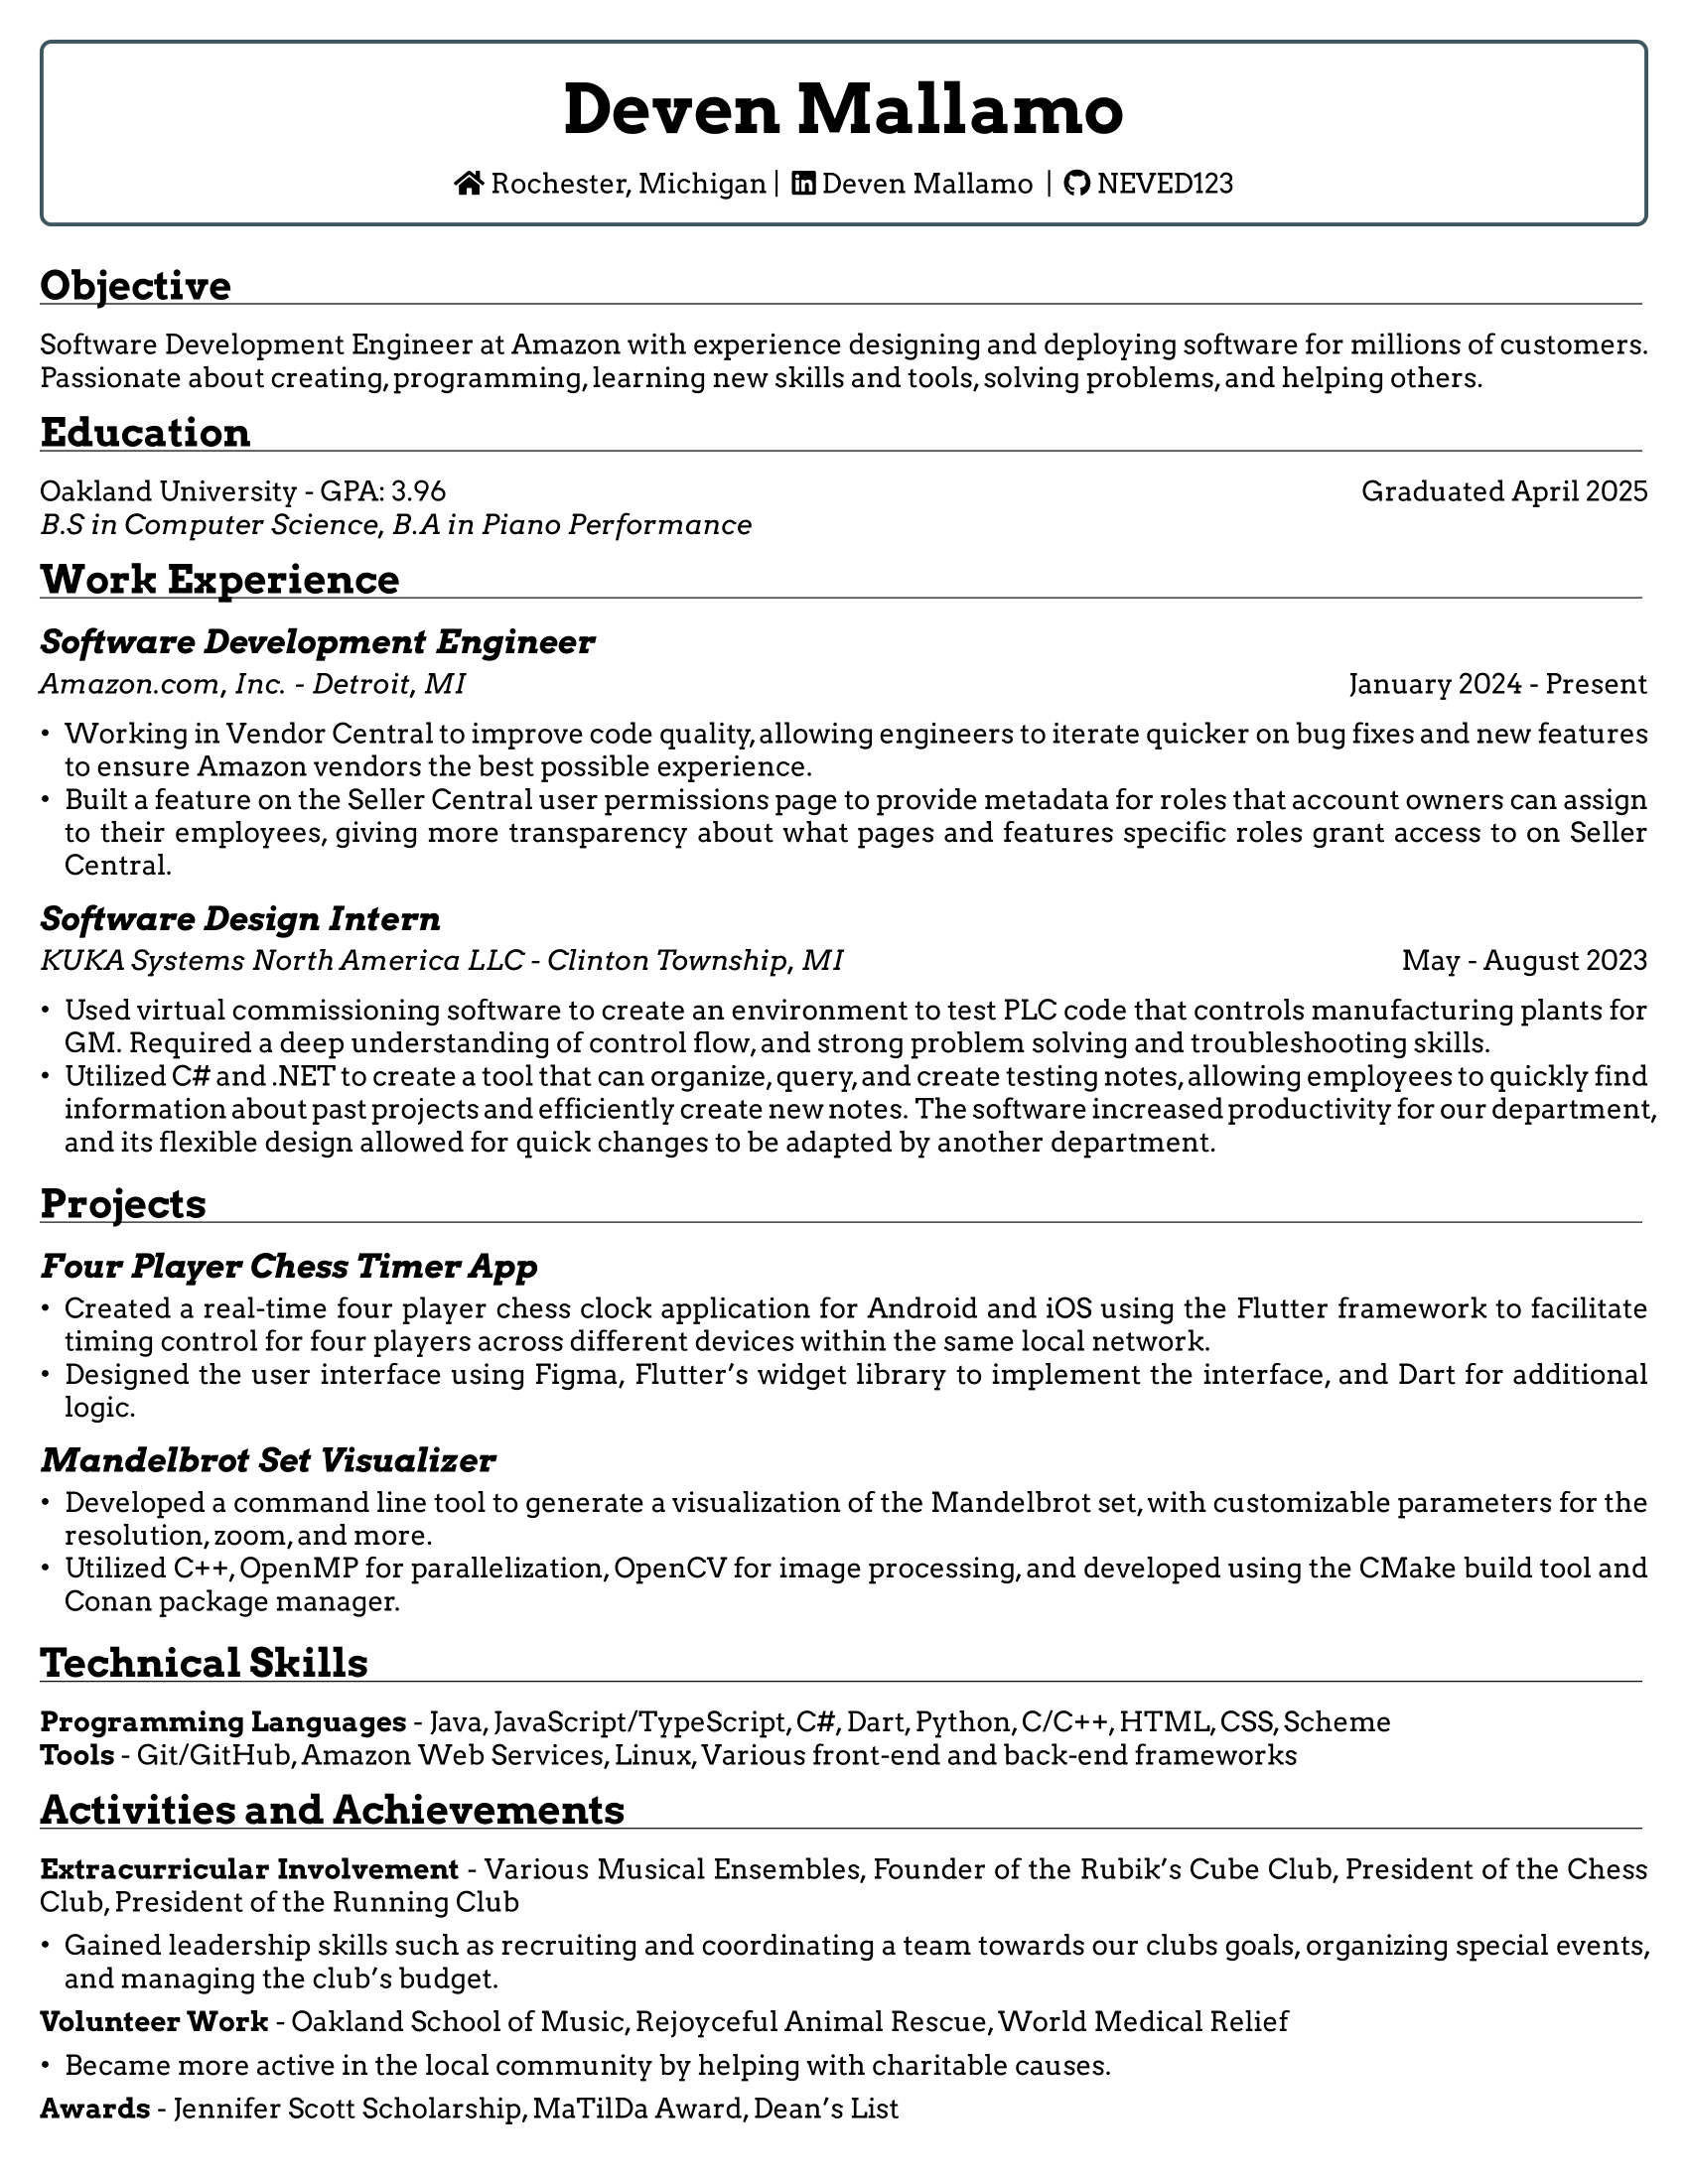 Deven Mallamo
Rochester, Michigan | Deven Mallamo | NEVED123
Objective
Software Development Engineer at Amazon with experience designing and deploying software for millions of customers.
Passionate about creating, programming, learning new skills and tools, solving problems, and helping others.
Education
Oakland University - GPA: 3.96 Graduated April 2025
B.S in Computer Science, B.A in Piano Performance
Work Experience
Software Development Engineer
Amazon.com, Inc. - Detroit, MI January 2024 - Present
• Working in Vendor Central to improve code quality, allowing engineers to iterate quicker on bug fixes and new features
to ensure Amazon vendors the best possible experience.
• Built a feature on the Seller Central user permissions page to provide metadata for roles that account owners can assign
to their employees, giving more transparency about what pages and features specific roles grant access to on Seller
Central.
Software Design Intern
KUKA Systems North America LLC - Clinton Township, MI May - August 2023
• Used virtual commissioning software to create an environment to test PLC code that controls manufacturing plants for
GM. Required a deep understanding of control flow, and strong problem solving and troubleshooting skills.
• Utilized C# and .NET to create a tool that can organize, query, and create testing notes, allowing employees to quickly find
information about past projects and efficiently create new notes. The software increased productivity for our department,
and its flexible design allowed for quick changes to be adapted by another department.
Projects
Four Player Chess Timer App
• Created a real-time four player chess clock application for Android and iOS using the Flutter framework to facilitate
timing control for four players across different devices within the same local network.
• Designed the user interface using Figma, Flutter’s widget library to implement the interface, and Dart for additional
logic.
Mandelbrot Set Visualizer
• Developed a command line tool to generate a visualization of the Mandelbrot set, with customizable parameters for the
resolution, zoom, and more.
• Utilized C++, OpenMP for parallelization, OpenCV for image processing, and developed using the CMake build tool and
Conan package manager.
Technical Skills
Programming Languages - Java, JavaScript/TypeScript, C#, Dart, Python, C/C++, HTML, CSS, Scheme
Tools - Git/GitHub, Amazon Web Services, Linux, Various front-end and back-end frameworks
Activities and Achievements
Extracurricular Involvement - Various Musical Ensembles, Founder of the Rubik’s Cube Club, President of the Chess
Club, President of the Running Club
• Gained leadership skills such as recruiting and coordinating a team towards our clubs goals, organizing special events,
and managing the club’s budget.
Volunteer Work - Oakland School of Music, Rejoyceful Animal Rescue, World Medical Relief
• Became more active in the local community by helping with charitable causes.
Awards - Jennifer Scott Scholarship, MaTilDa Award, Dean’s List